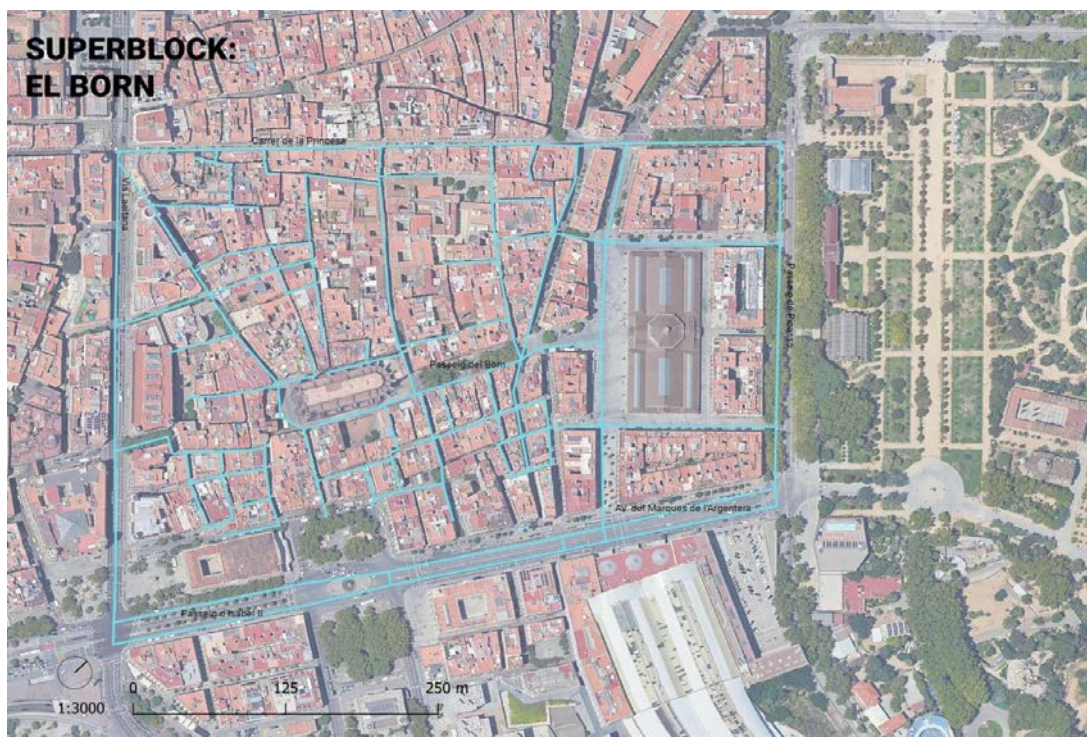 SUPERBLOCK:
EL BORN
Carrer de la Princesa
Via Laietana
Passeig de Picasso
Passeig del Born
Av. del Marques de l'Argentera
Passeig d'Isabel II
0 125 250 m
1:3000